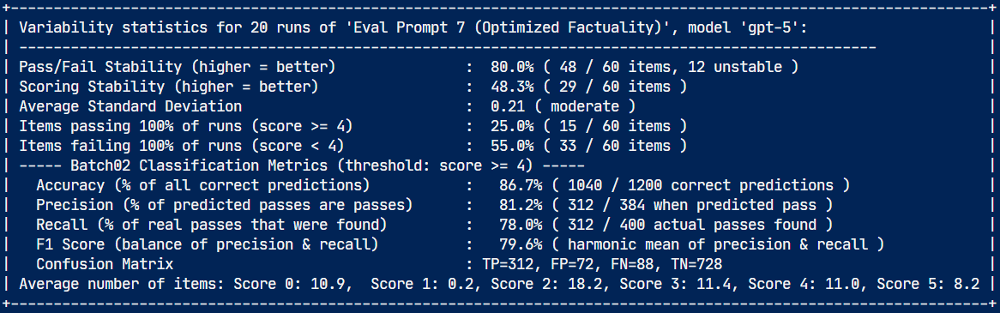 Variability statistics for 20 runs of 'Eval Prompt 7 (Optimized Factuality)', model 'gpt-5':
Pass/Fail Stability (higher = better) : 80.0% ( 48 / 60 items, 12 unstable )
Scoring Stability (higher = better) : 48.3% ( 29 / 60 items )
Average Standard Deviation : 0.21 ( moderate )
Items passing 100% of runs (score >= 4) : 25.0% ( 15 / 60 items )
Items failing 100% of runs (score < 4) : 55.0% ( 33 / 60 items )
----- Batch02 Classification Metrics (threshold: score >= 4) -----
Accuracy (% of all correct predictions) : 86.7% ( 1040 / 1200 correct predictions )
Precision (% of predicted passes are passes) : 81.2% ( 312 / 384 when predicted pass )
Recall (% of real passes that were found) : 78.0% ( 312 / 400 actual passes found )
F1 Score (balance of precision & recall) : 79.6% ( harmonic mean of precision & recall )
Confusion Matrix : TP=312, FP=72, FN=88, TN=728
Average number of items: Score 0: 10.9, Score 1: 0.2, Score 2: 18.2, Score 3: 11.4, Score 4: 11.0, Score 5: 8.2